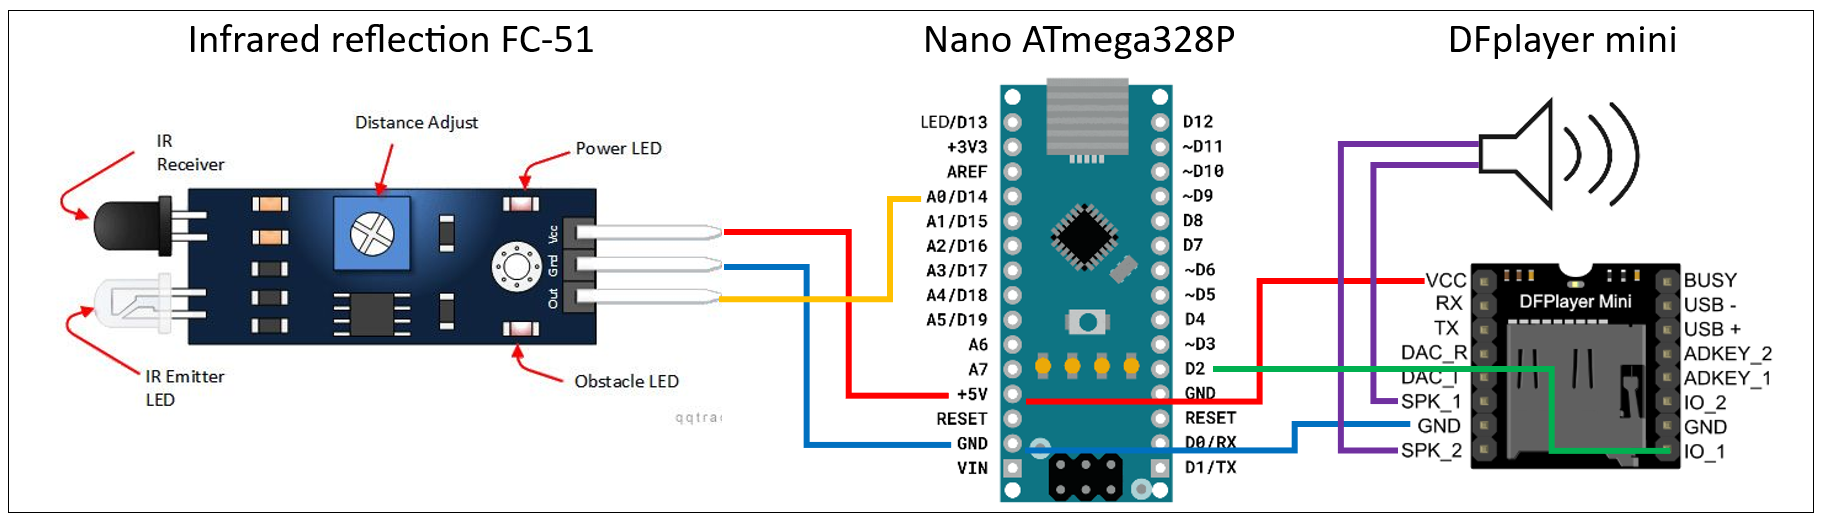 Infrared reflection FC-51
Nano ATmega328P
DFplayer mini
IR
Receiver
Distance Adjust
Power LED
Vcc
Grd
Out
IR Emitter
LED
Obstacle LED
qqtra
LED/D13
+3V3
AREF
A0/D14
A1/D15
A2/D16
A3/D17
A4/D18
A5/D19
A6
A7
+5V
RESET
GND
VIN
D12
~D11
~D10
~D9
D8
D7
~D6
~D5
D4
~D3
D2
GND
RESET
D0/RX
D1/TX
VCC
RX
TX
DAC_R
DAC_I
SPK_1
GND
SPK_2
DFPlayer Mini
BUSY
USB -
USB +
ADKEY_2
ADKEY_1
IO_2
GND
IO_1